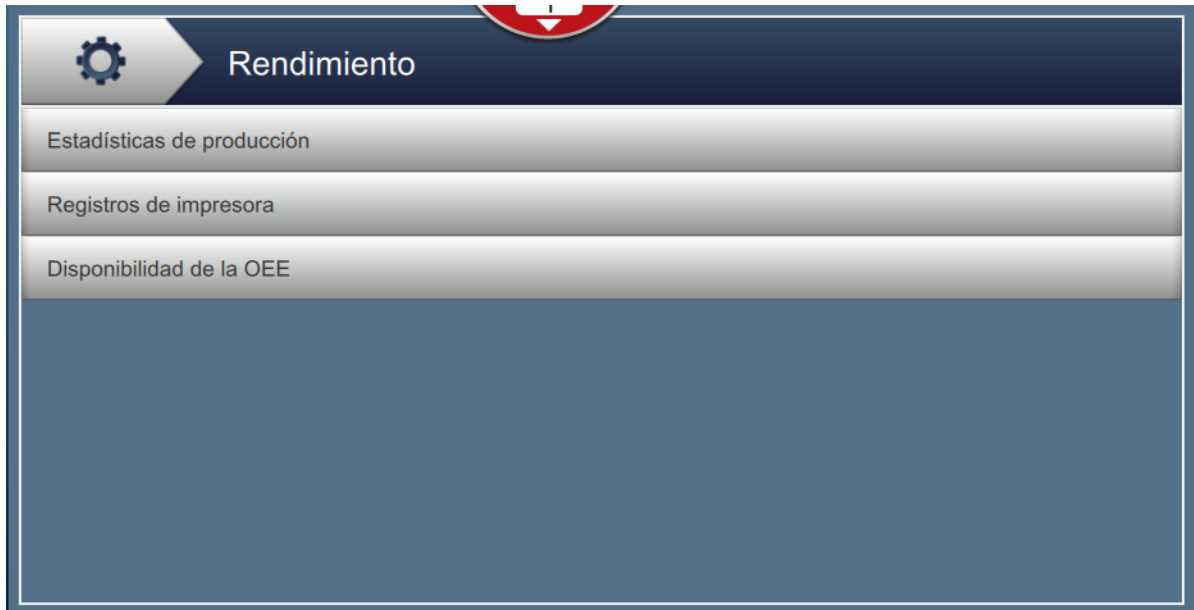 Rendimiento
Estadísticas de producción
Registros de impresora
Disponibilidad de la OEE